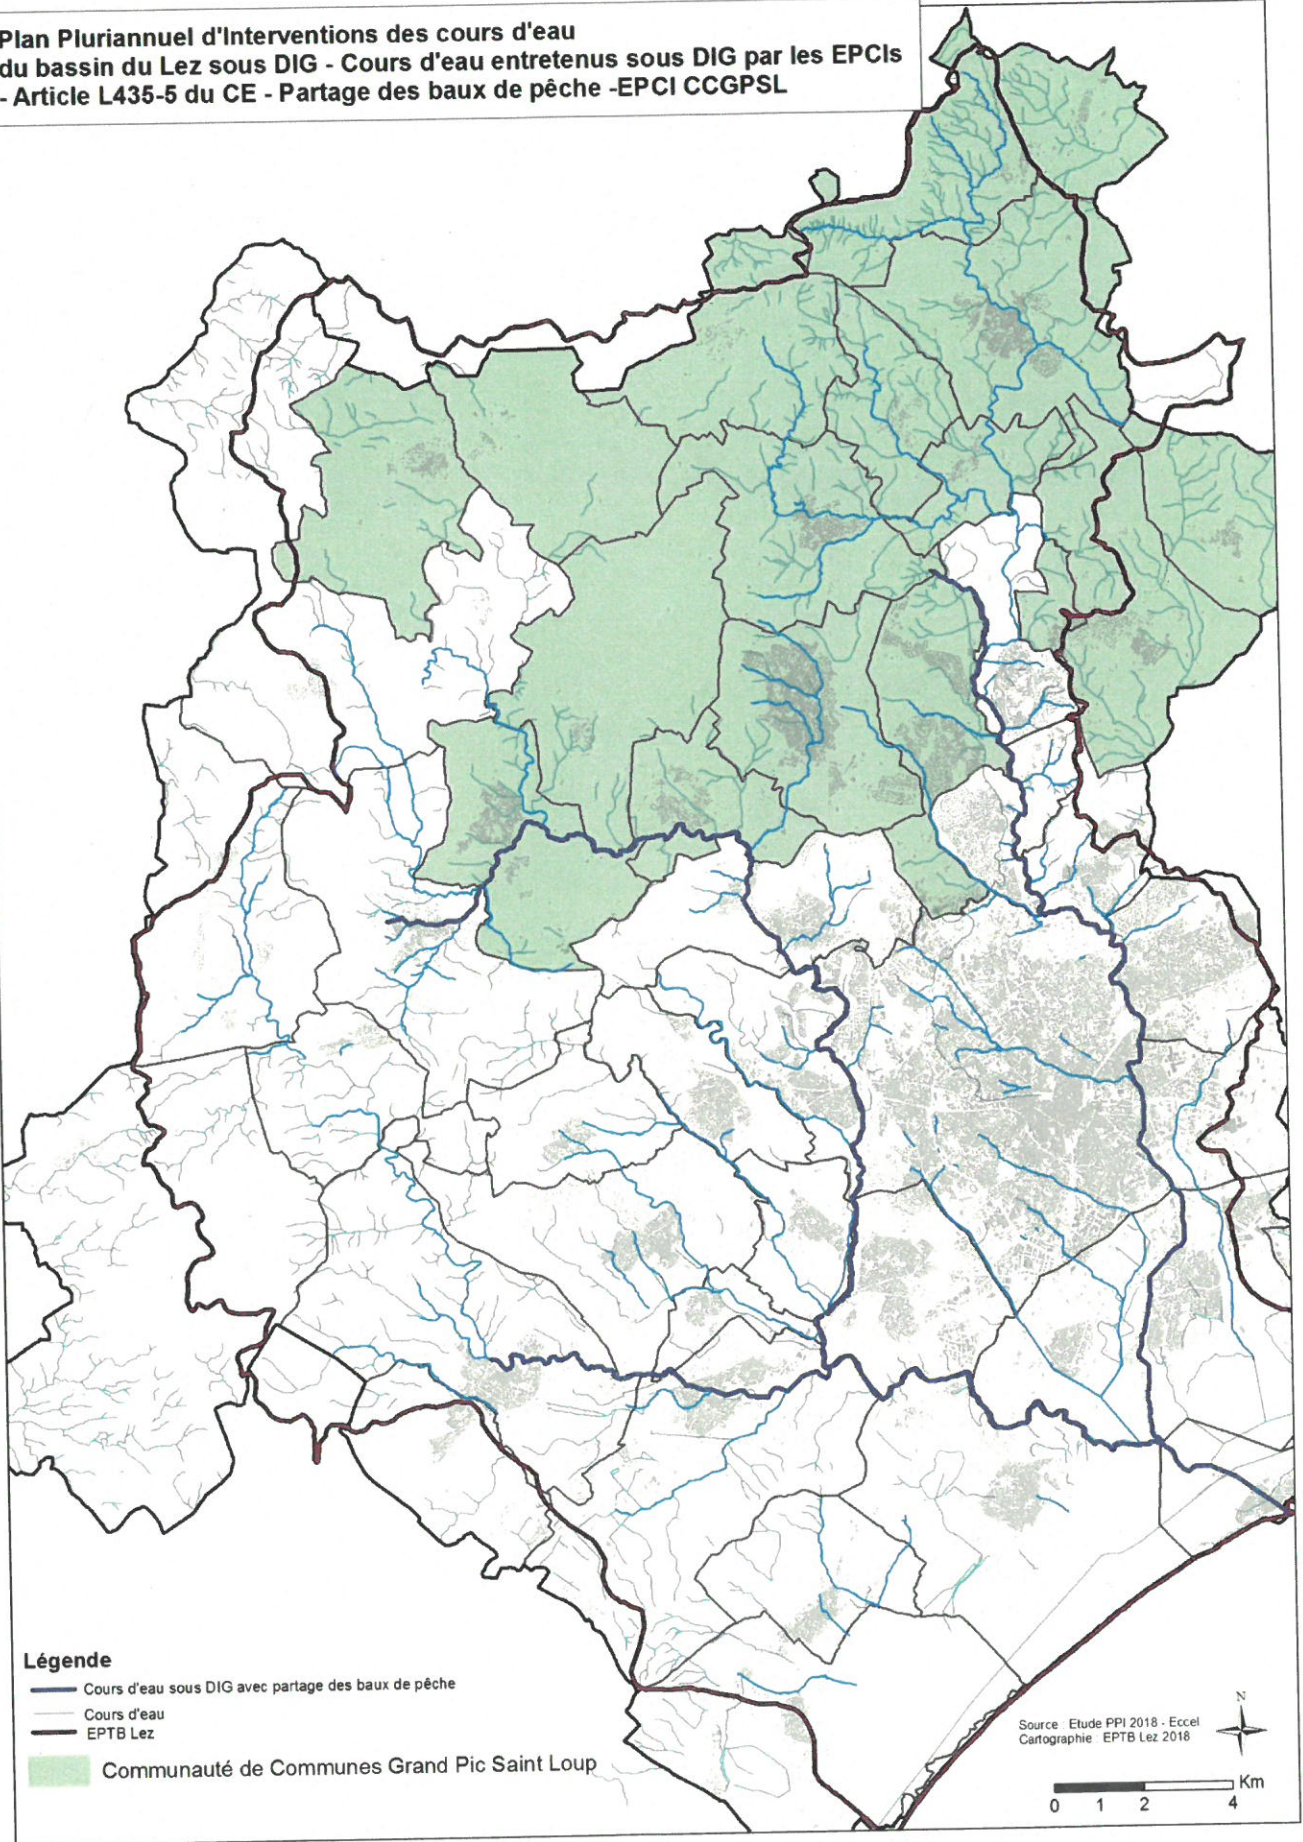 Plan Pluriannuel d'Interventions des cours d'eau
du bassin du Lez sous DIG - Cours d'eau entretenus sous DIG par les EPCIs
- Article L435-5 du CE - Partage des baux de pêche -EPCI CCGPSL
Légende
Cours d'eau sous DIG avec partage des baux de pêche
Cours d'eau
EPTB Lez
Communauté de Communes Grand Pic Saint Loup
Source : Etude PPI 2018 - Eccel
Cartographie : EPTB Lez 2018
N
Km
0 1 2 4